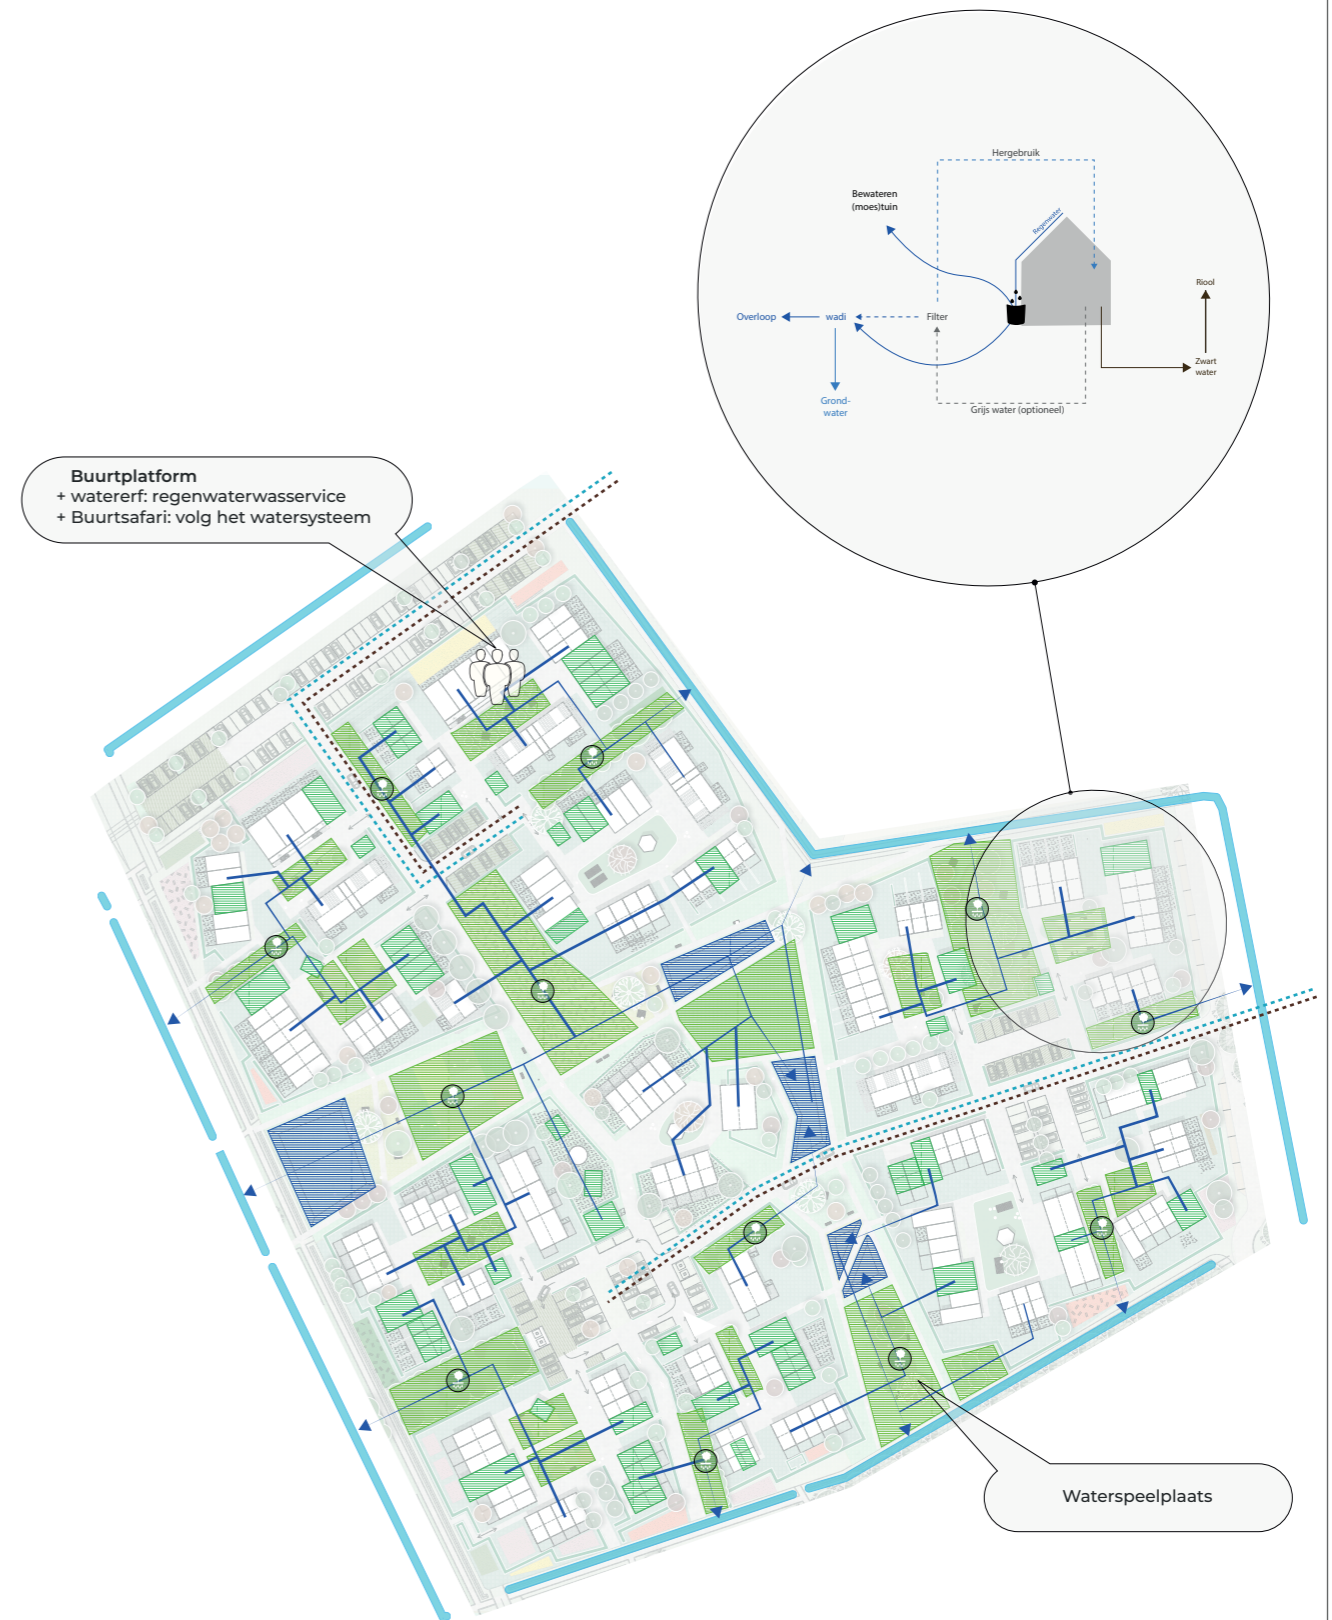 Hergebruik
Bewateren
(moes)tuin
Regenwater
Riool
Overloop
wadi
Filter
Zwart
water
Grond-
water
Grijs water (optioneel)
Buurtplatform
+ watererf: regenwaterwasservice
+ Buurtsafari: volg het watersysteem
Waterspeelplaats